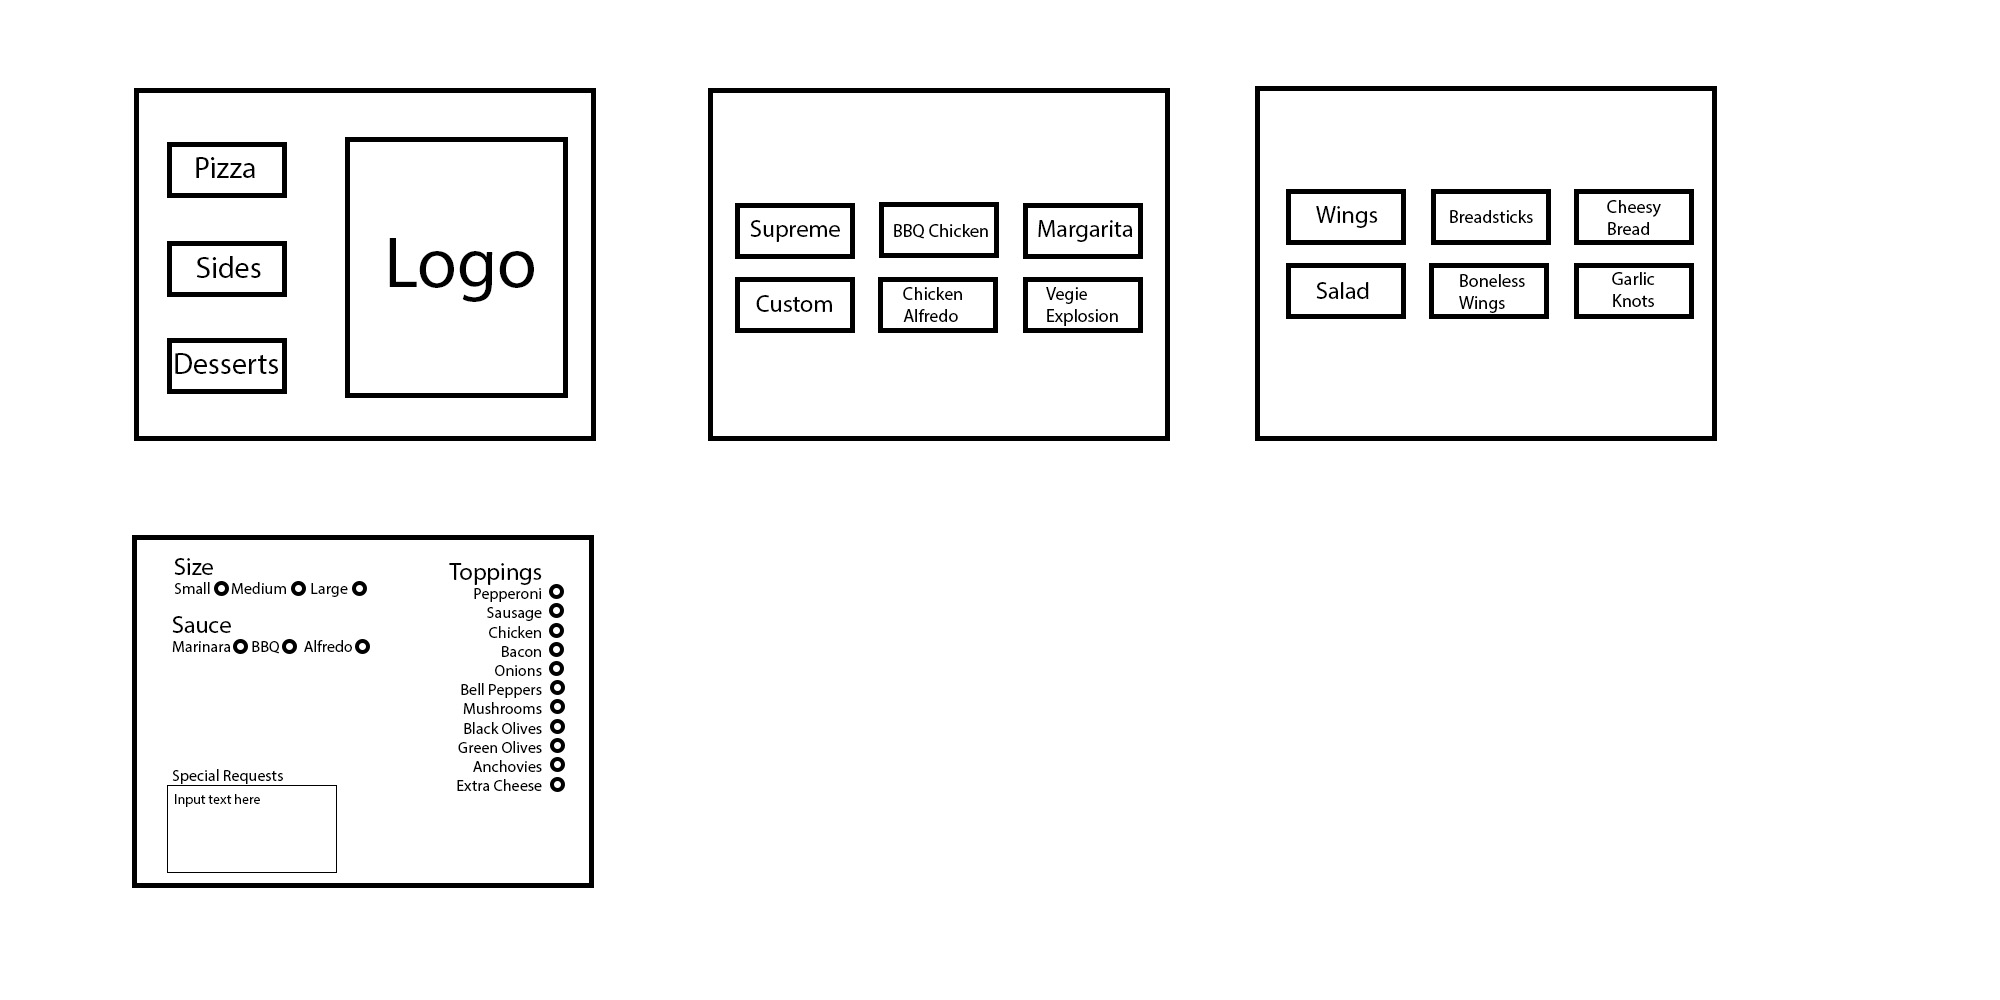 Pizza
Sides
Desserts
Logo
Supreme
BBQ Chicken
Margarita
Custom
Chicken
Alfredo
Vegie
Explosion
Wings
Breadsticks
Cheesy
Bread
Salad
Boneless
Wings
Garlic
Knots
Size
Small Medium Large
Sauce
Marinara BBQ Alfredo
Special Requests
Input text here
Toppings
Pepperoni
Sausage
Chicken
Bacon
Onions
Bell Peppers
Mushrooms
Black Olives
Green Olives
Anchovies
Extra Cheese